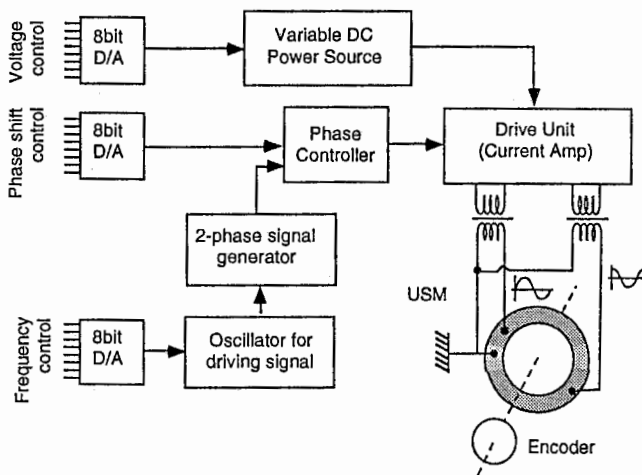 Voltage control
8bit
D/A
Variable DC
Power Source
Phase shift control
8bit
D/A
Phase
Controller
Drive Unit
(Current Amp)
2-phase signal
generator
USM
Frequency control
8bit
D/A
Oscillator for
driving signal
Encoder